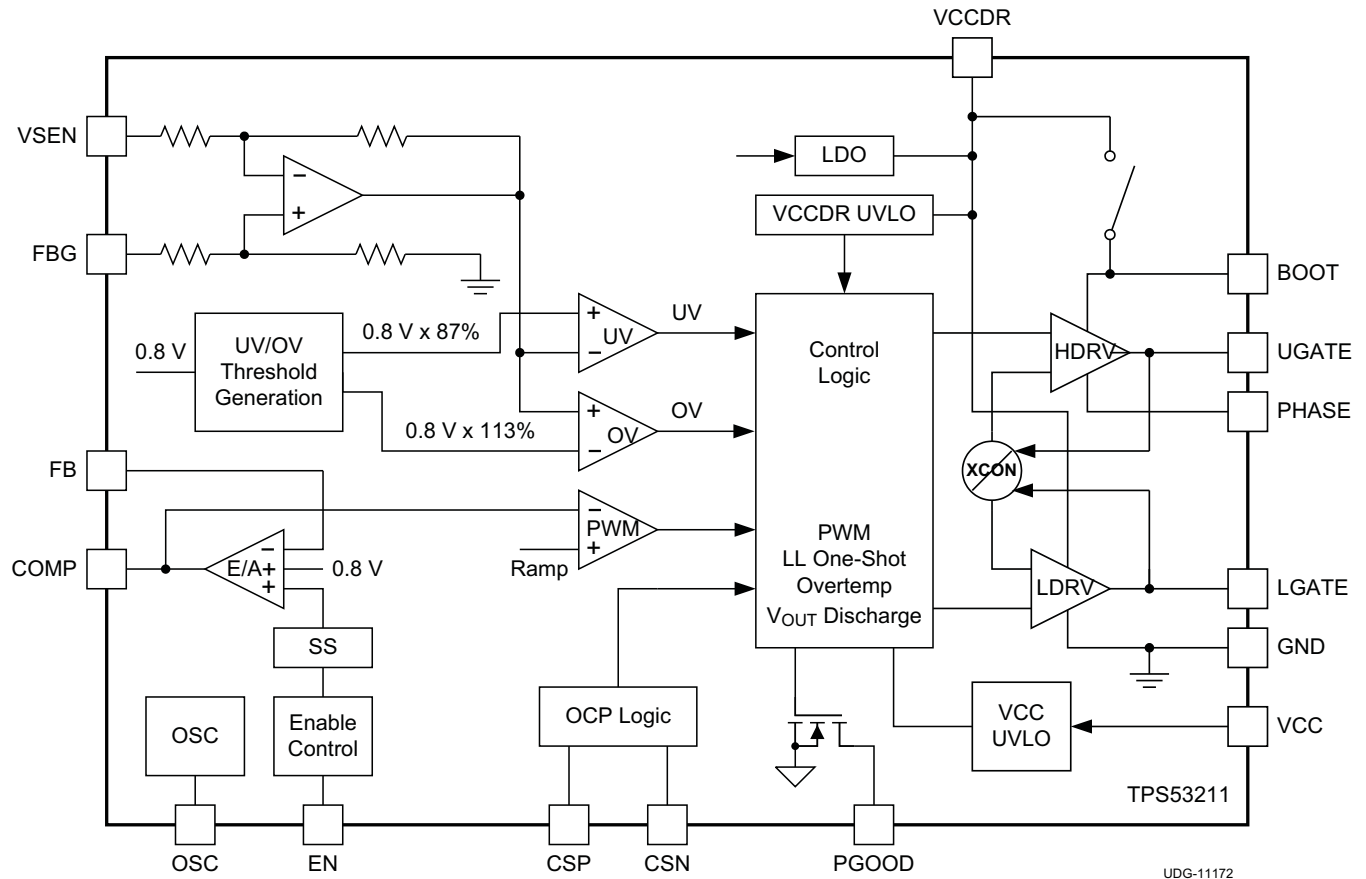 VCCDR
VSEN
−
+
FBG
LDO
VCCDR UVLO
BOOT
UGATE
PHASE
0.8 V
UV/OV
Threshold
Generation
0.8 V x 87%
0.8 V x 113%
+
UV
−
UV
+
OV
−
OV
Control
Logic
HDRV
XCON
FB
COMP
E/A
−
+
+
0.8 V
−
PWM
+
Ramp
PWM
LL One-Shot
Overtemp
VOUT Discharge
LDRV
LGATE
GND
SS
OSC
Enable
Control
OCP Logic
VCC
UVLO
VCC
TPS53211
OSC
EN
CSP
CSN
PGOOD
UDG-11172